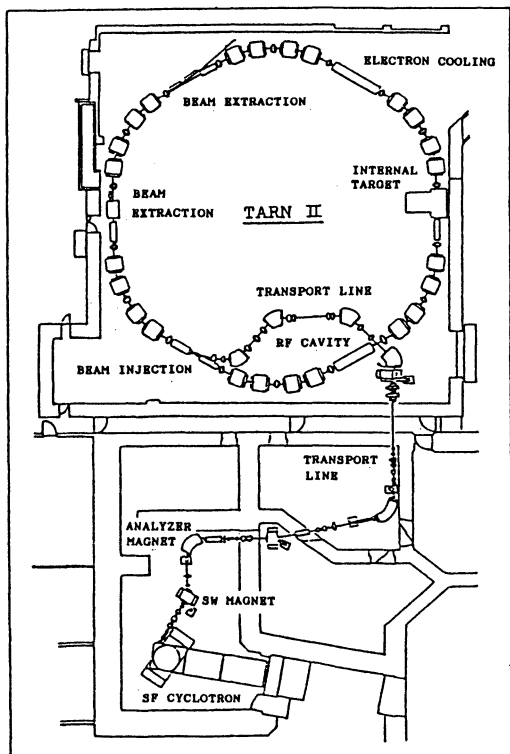 ELECTRON COOLING
BEAM EXTRACTION
INTERNAL
TARGET
BEAM
EXTRACTION
TARN II
TRANSPORT LINE
RF CAVITY
BEAM INJECTION
TRANSPORT
LINE
ANALYZER
MAGNET
SW MAGNET
SF CYCLOTRON